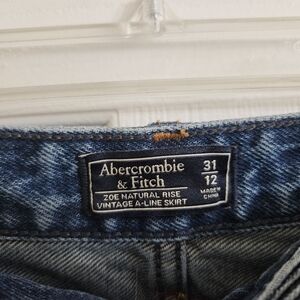 Abercrombie
& Fitch
ZOE NATURAL RISE
VINTAGE A-LINE SKIRT
31
12
MADE IN
CHINA